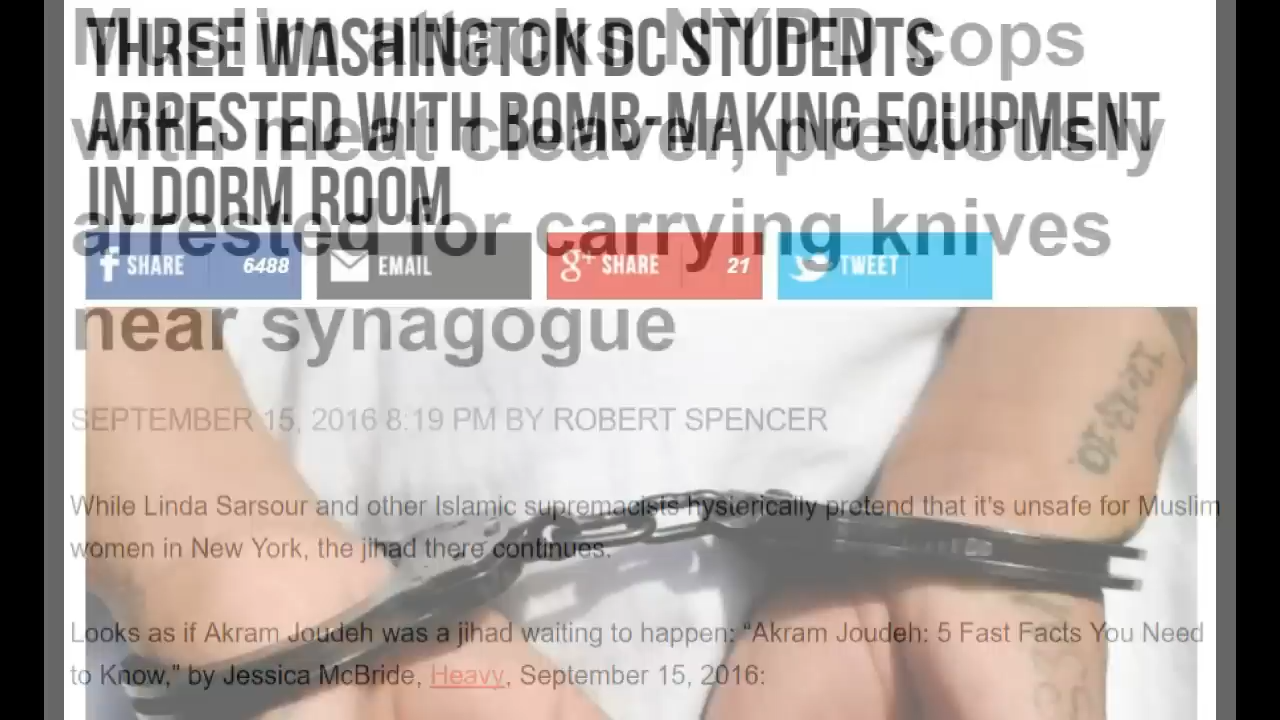 Muslim attacks NYPD cops
with meat cleaver, previously
arrested for carrying knives
near synagogue
THREE WASHINGTON DC STUDENTS
ARRESTED WITH BOMB-MAKING EQUIPMENT
IN DORM ROOM
SHARE 6488
EMAIL
g+ SHARE 21
TWEET
SEPTEMBER 15, 2016 8:19 PM BY ROBERT SPENCER
12·13·10
While Linda Sarsour and other Islamic supremacists hysterically pretend that it's unsafe for Muslim
women in New York, the jihad there continues.
Looks as if Akram Joudeh was a jihad waiting to happen: “Akram Joudeh: 5 Fast Facts You Need
to Know,” by Jessica McBride, Heavy, September 15, 2016: